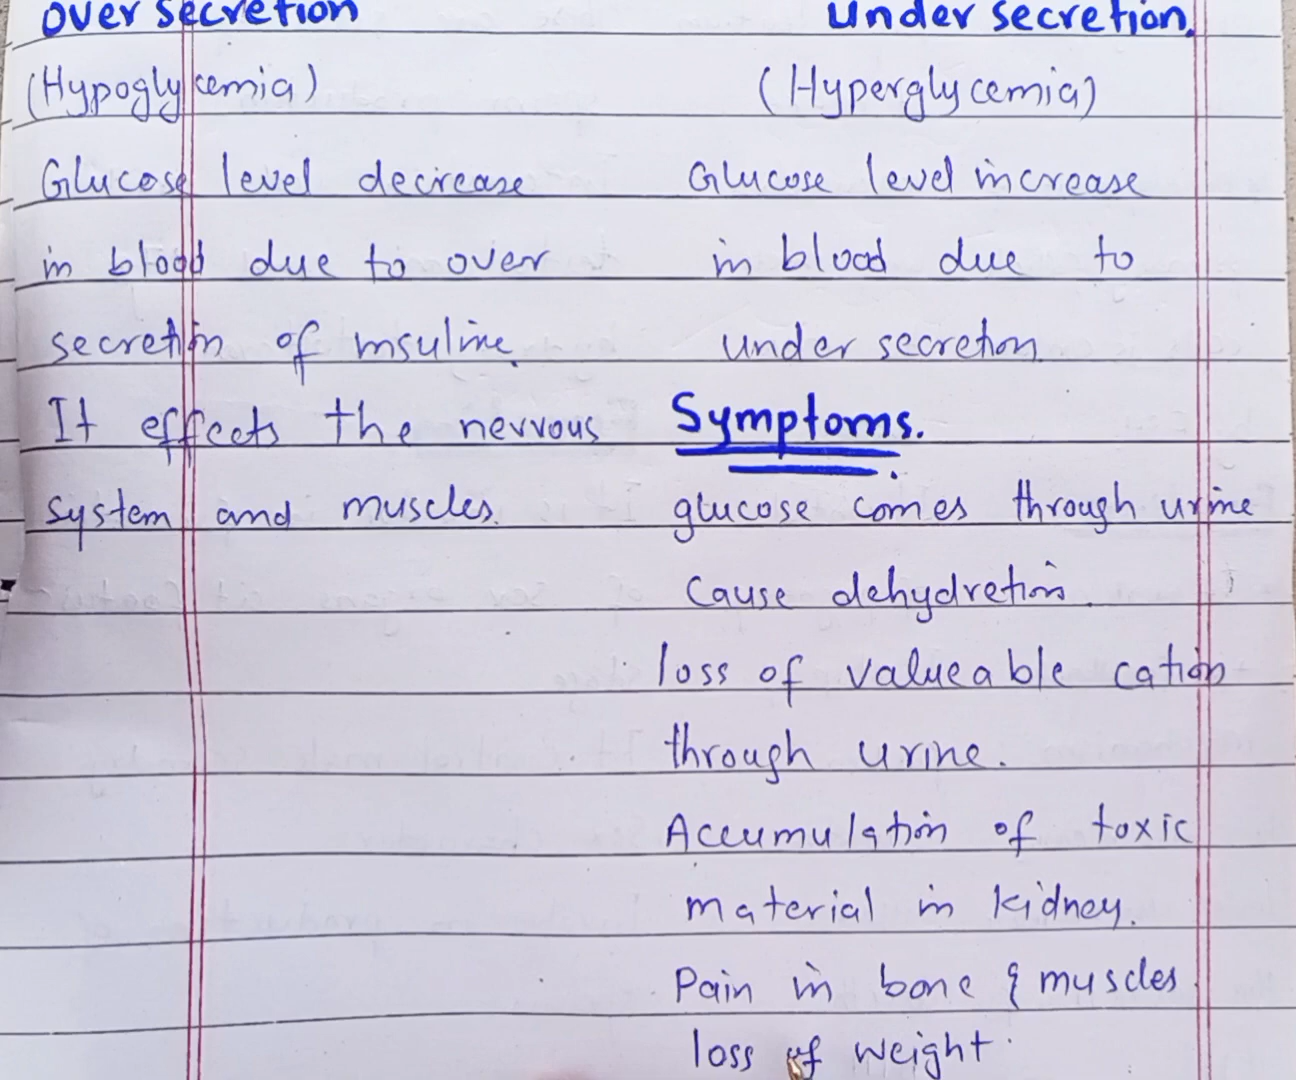 over secretion
(Hypoglycemia)
Glucose level decrease
in blood due to over
secretin of insuline.
It effects the nervous
system and muscles.
Under secretion.
(Hyperglycemia)
Glucose level increase
in blood due to
under secretion.
Symptoms.
glucose comes through urine
Cause dehydretion.
loss of valueable cation
through urine.
Accumulation of toxic
material in kidney.
Pain in bone & muscles
loss of weight.